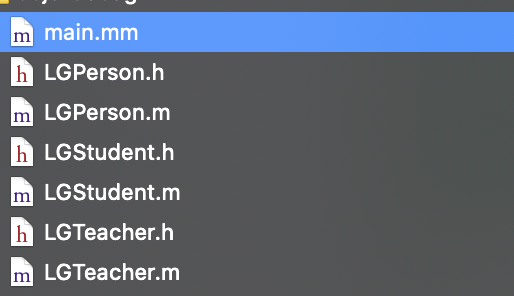 main.mm
h LGPerson.h
m LGPerson.m
h LGStudent.h
m LGStudent.m
h LGTeacher.h
m LGTeacher.m